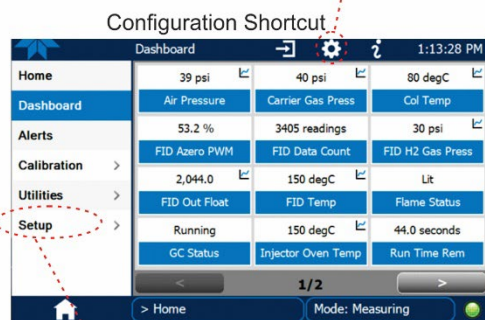 Configuration Shortcut
Dashboard 1:13:28 PM
Home
Dashboard
Alerts
Calibration >
Utilities >
Setup >
39 psi 40 psi 80 degC
Air Pressure Carrier Gas Press Col Temp
53.2 % 3405 readings 30 psi
FID Azero PWM FID Data Count FID H2 Gas Press
2,044.0 150 degC Lit
FID Out Float FID Temp Flame Status
Running 150 degC 44.0 seconds
GC Status Injector Oven Temp Run Time Rem
< 1/2 >
> Home Mode: Measuring